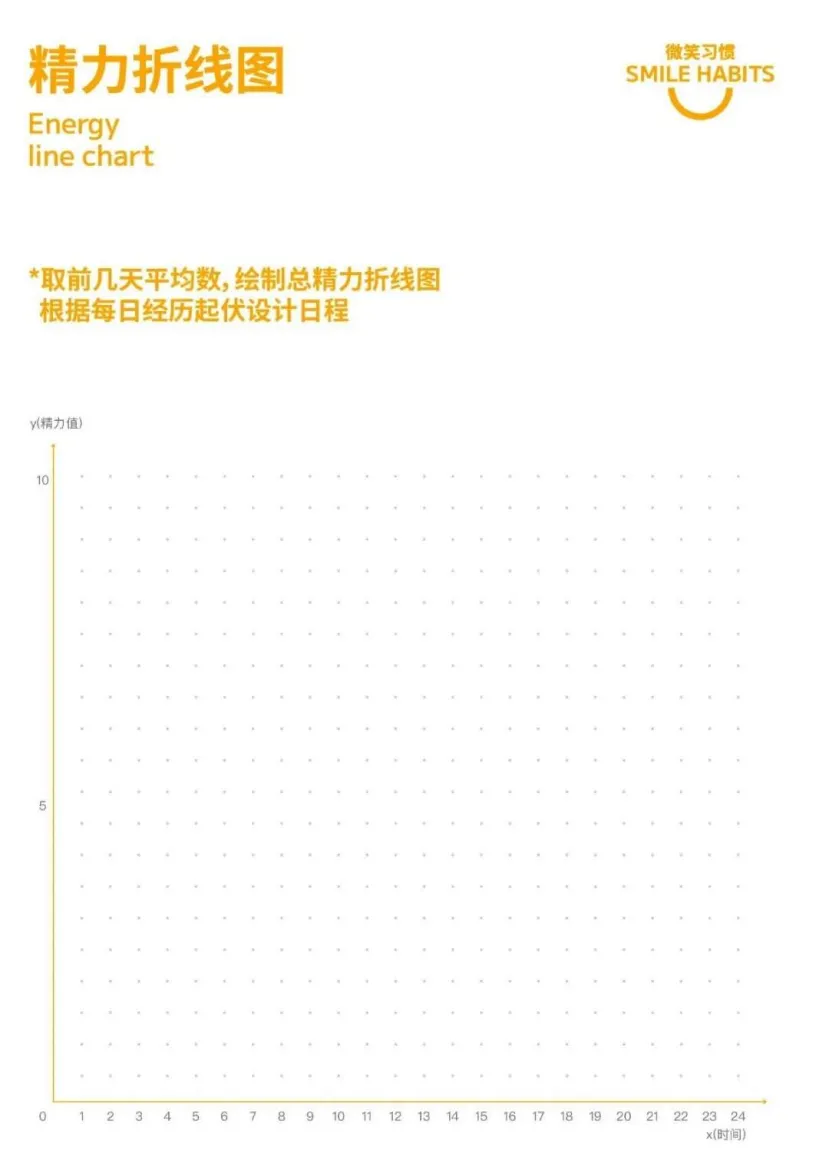 精力折线图
Energy
line chart
微笑习惯
SMILE HABITS
*取前几天平均数,绘制总精力折线图
根据每日经历起伏设计日程
y(精力值)
10
5
0 1 2 3 4 5 6 7 8 9 10 11 12 13 14 15 16 17 18 19 20 21 22 23 24
x(时间)